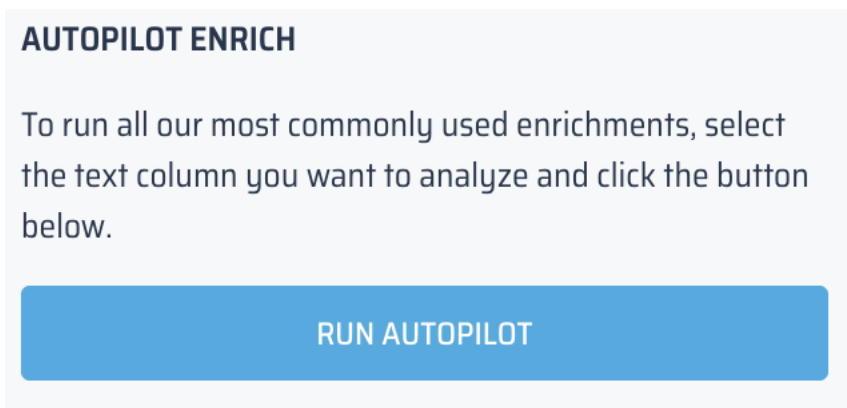 AUTOPILOT ENRICH
To run all our most commonly used enrichments, select
the text column you want to analyze and click the button
below.
RUN AUTOPILOT